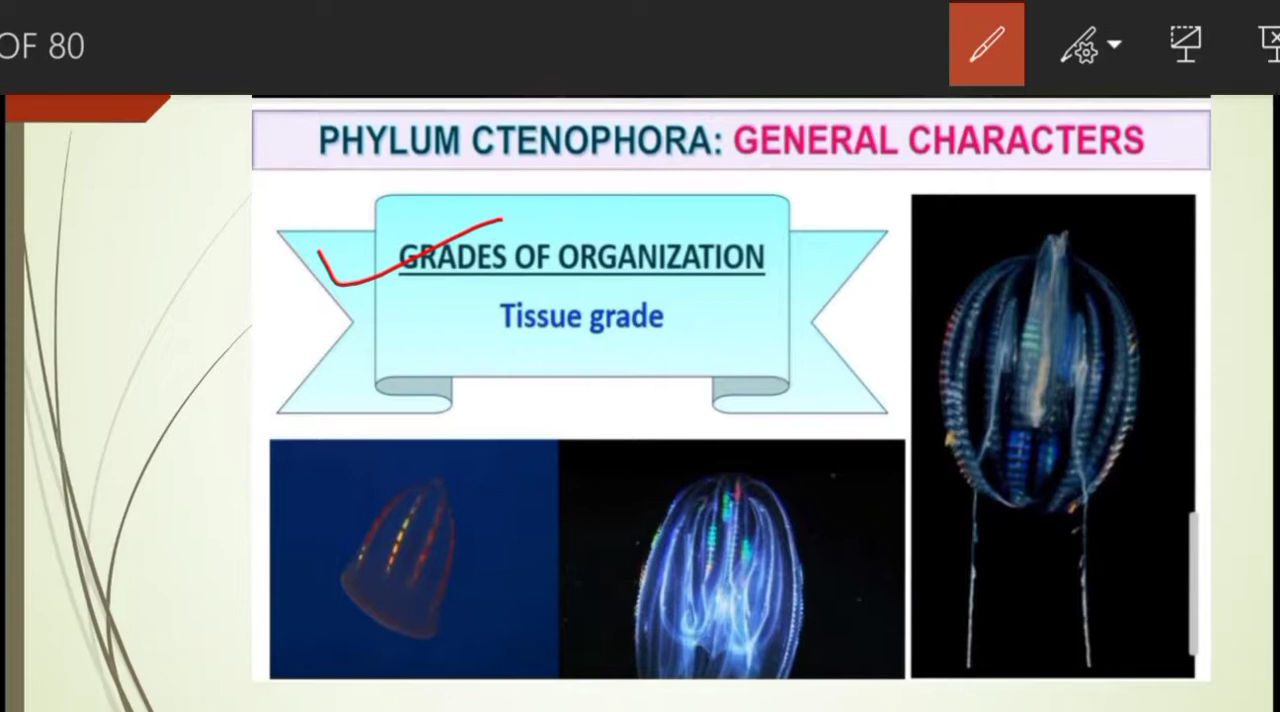 OF 80
PHYLUM CTENOPHORA: GENERAL CHARACTERS
GRADES OF ORGANIZATION
Tissue grade